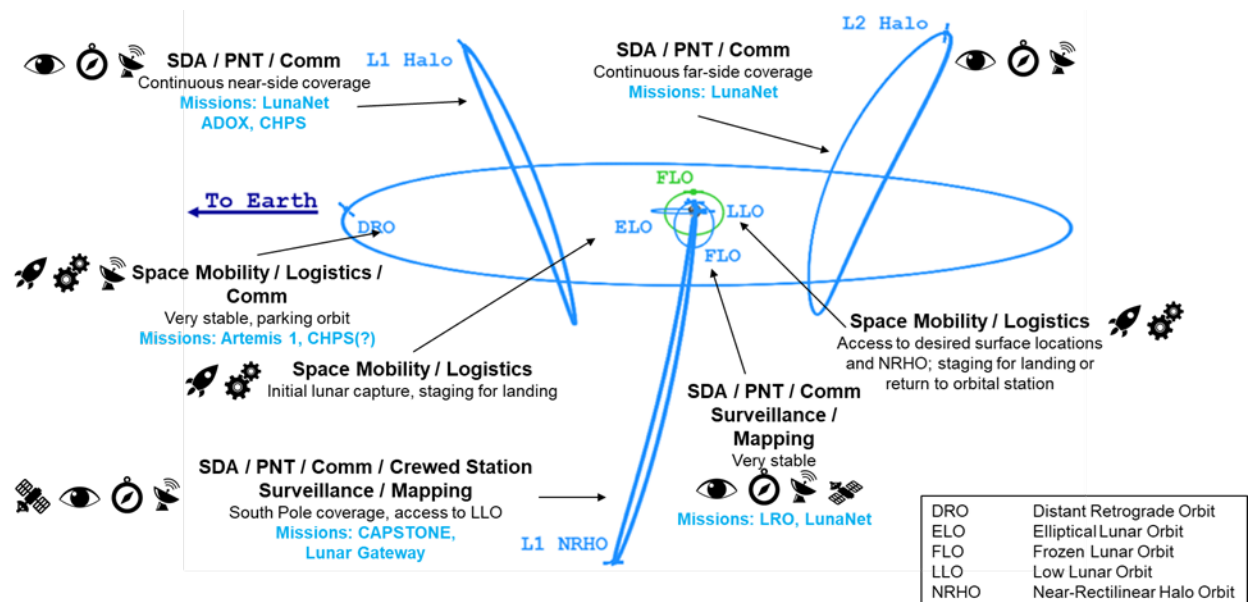 L2 Halo
SDA / PNT / Comm
Continuous near-side coverage
Missions: LunaNet
ADOX, CHPS
L1 Halo
SDA / PNT / Comm
Continuous far-side coverage
Missions: LunaNet
To Earth
DRO
FLO
ELO
LLO
FLO
Space Mobility / Logistics /
Comm
Very stable, parking orbit
Missions: Artemis 1, CHPS(?)
Space Mobility / Logistics
Initial lunar capture, staging for landing
Space Mobility / Logistics
Access to desired surface locations
and NRHO; staging for landing or
return to orbital station
SDA / PNT / Comm
Surveillance /
Mapping
Very stable
Missions: LRO, LunaNet
SDA / PNT / Comm / Crewed Station
Surveillance / Mapping
South Pole coverage, access to LLO
Missions: CAPSTONE,
Lunar Gateway
L1 NRHO
DRO Distant Retrograde Orbit
ELO Elliptical Lunar Orbit
FLO Frozen Lunar Orbit
LLO Low Lunar Orbit
NRHO Near-Rectilinear Halo Orbit